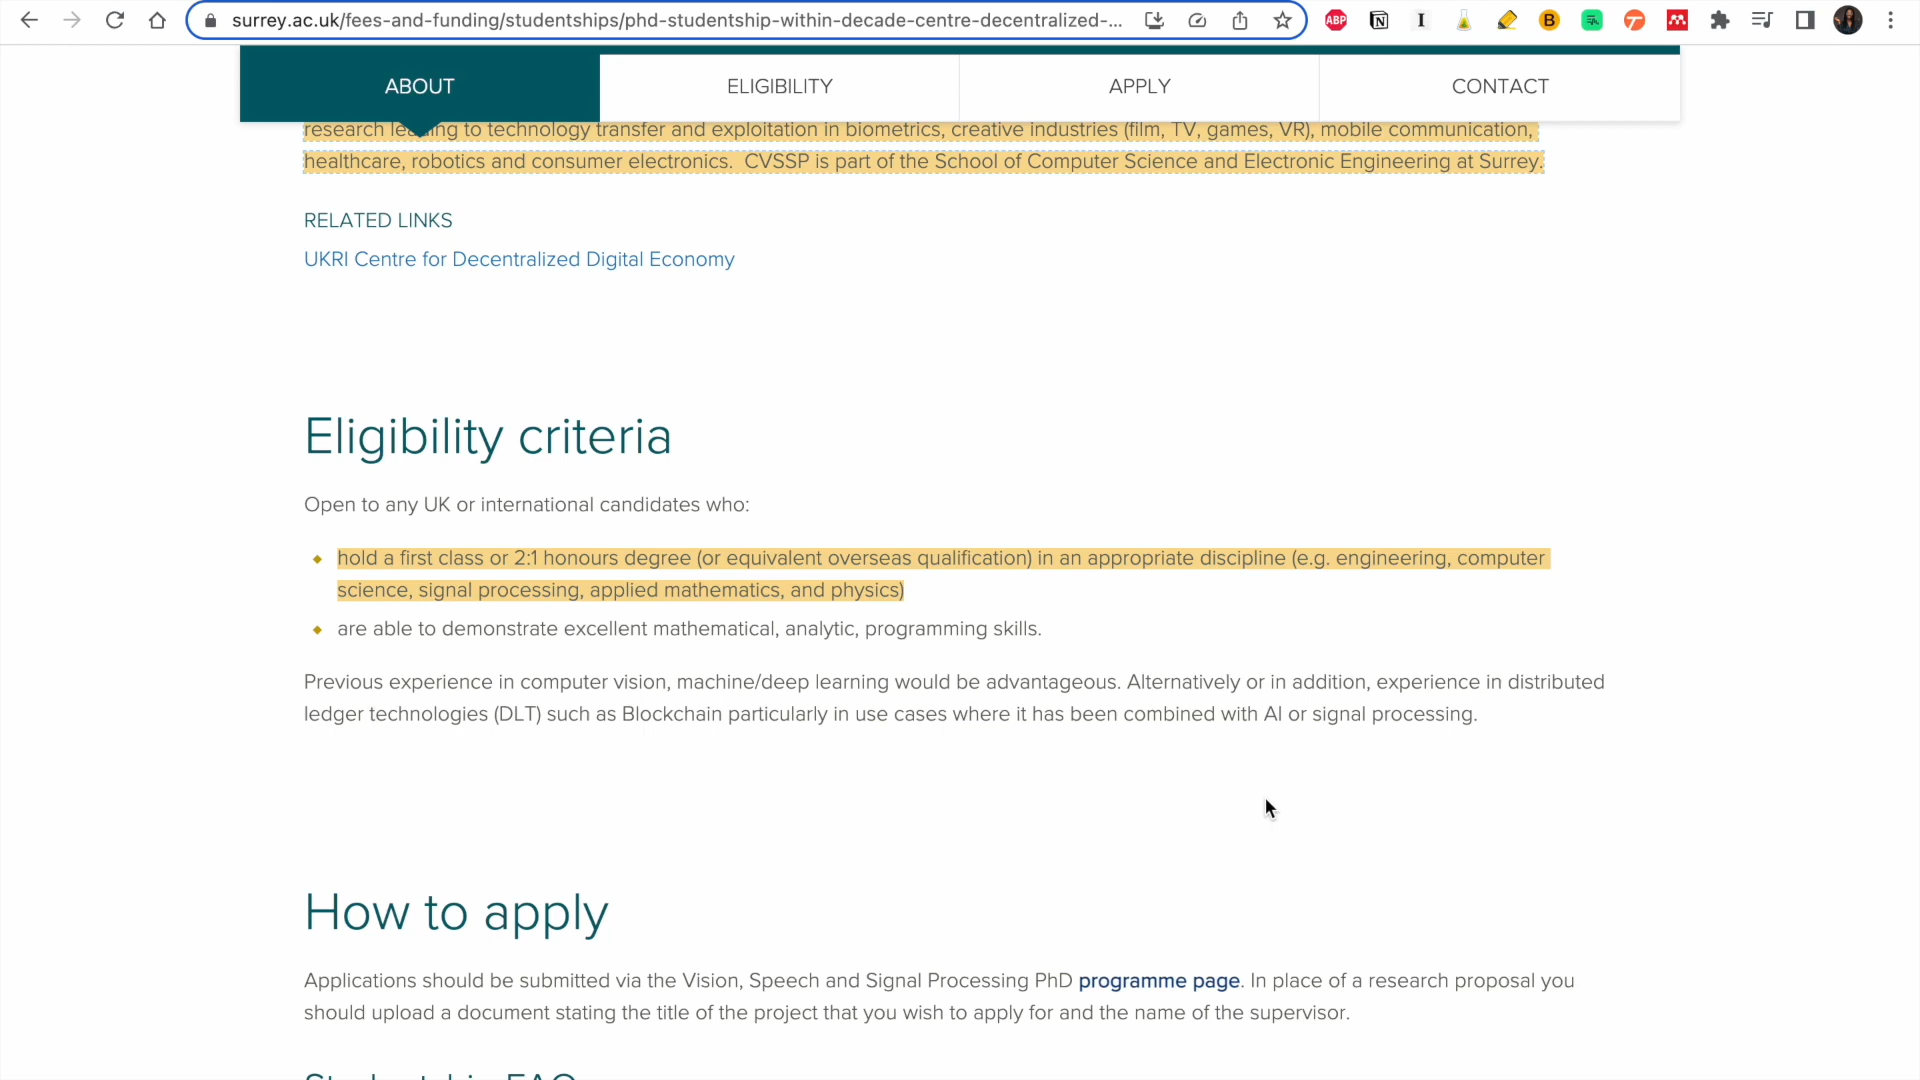 surrey.ac.uk/fees-and-funding/studentships/phd-studentship-within-decade-centre-decentralized-...
ABP
ABOUT
ELIGIBILITY
APPLY
CONTACT
research leading to technology transfer and exploitation in biometrics, creative industries (film, TV, games, VR), mobile communication,
healthcare, robotics and consumer electronics.  CVSSP is part of the School of Computer Science and Electronic Engineering at Surrey.
RELATED LINKS
UKRI Centre for Decentralized Digital Economy
Eligibility criteria
Open to any UK or international candidates who:
hold a first class or 2:1 honours degree (or equivalent overseas qualification) in an appropriate discipline (e.g. engineering, computer
science, signal processing, applied mathematics, and physics)
are able to demonstrate excellent mathematical, analytic, programming skills.
Previous experience in computer vision, machine/deep learning would be advantageous. Alternatively or in addition, experience in distributed
ledger technologies (DLT) such as Blockchain particularly in use cases where it has been combined with AI or signal processing.
How to apply
Applications should be submitted via the Vision, Speech and Signal Processing PhD programme page. In place of a research proposal you
should upload a document stating the title of the project that you wish to apply for and the name of the supervisor.